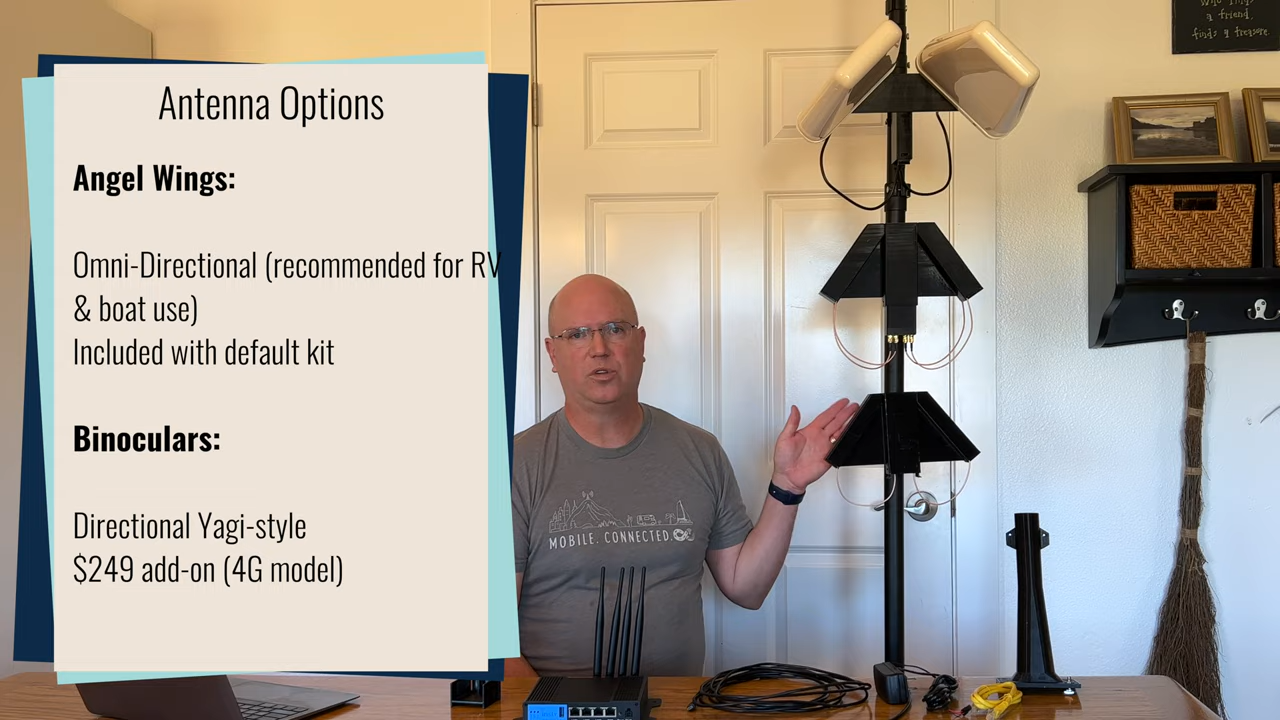 Antenna Options
Angel Wings:
Omni-Directional (recommended for RV
& boat use)
Included with default kit
Binoculars:
Directional Yagi-style
$249 add-on (4G model)
a friend,
finds a treasure.
MOBILE. CONNECTED.